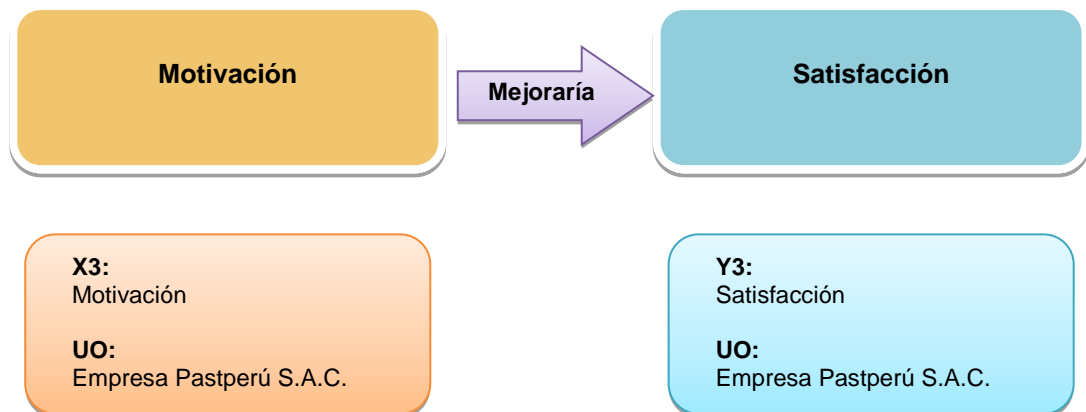 Motivación
Mejoraría
Satisfacción
X3:
Motivación
UO:
Empresa Pastperú S.A.C.
Y3:
Satisfacción
UO:
Empresa Pastperú S.A.C.